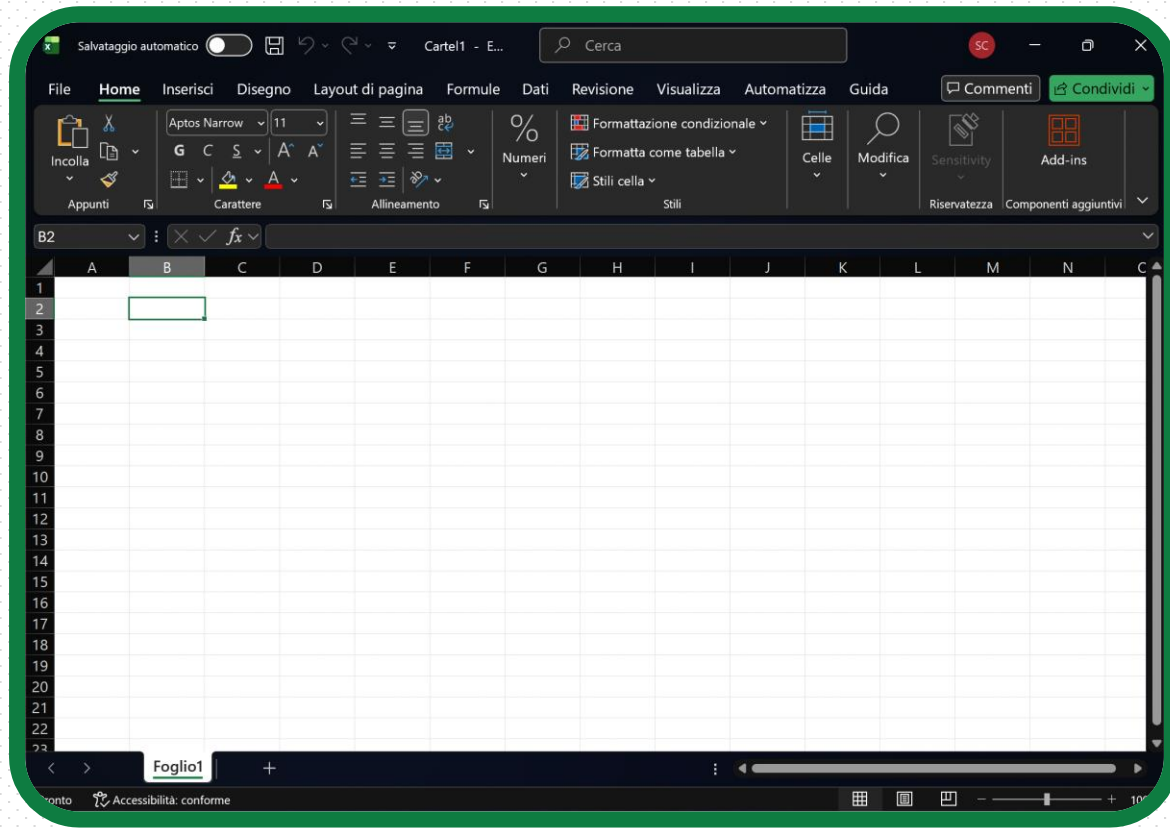 Salvataggio automatico Cartel1 - E... Cerca SC
File Home Inserisci Disegno Layout di pagina Formule Dati Revisione Visualizza Automatizza Guida Commenti Condividi
Incolla
Appunti
Aptos Narrow 11
G C S A A
A
Carattere
ab
Allineamento
%
Numeri
Formattazione condizionale
Formatta come tabella
Stili cella
Stili
Celle
Modifica
Sensitivity
Riservatezza
Add-ins
Componenti aggiuntivi
B2 fx
A B C D E F G H I J K L M N
1
2
3
4
5
6
7
8
9
10
11
12
13
14
15
16
17
18
19
20
21
22
23
Foglio1 +
Accessibilità: conforme